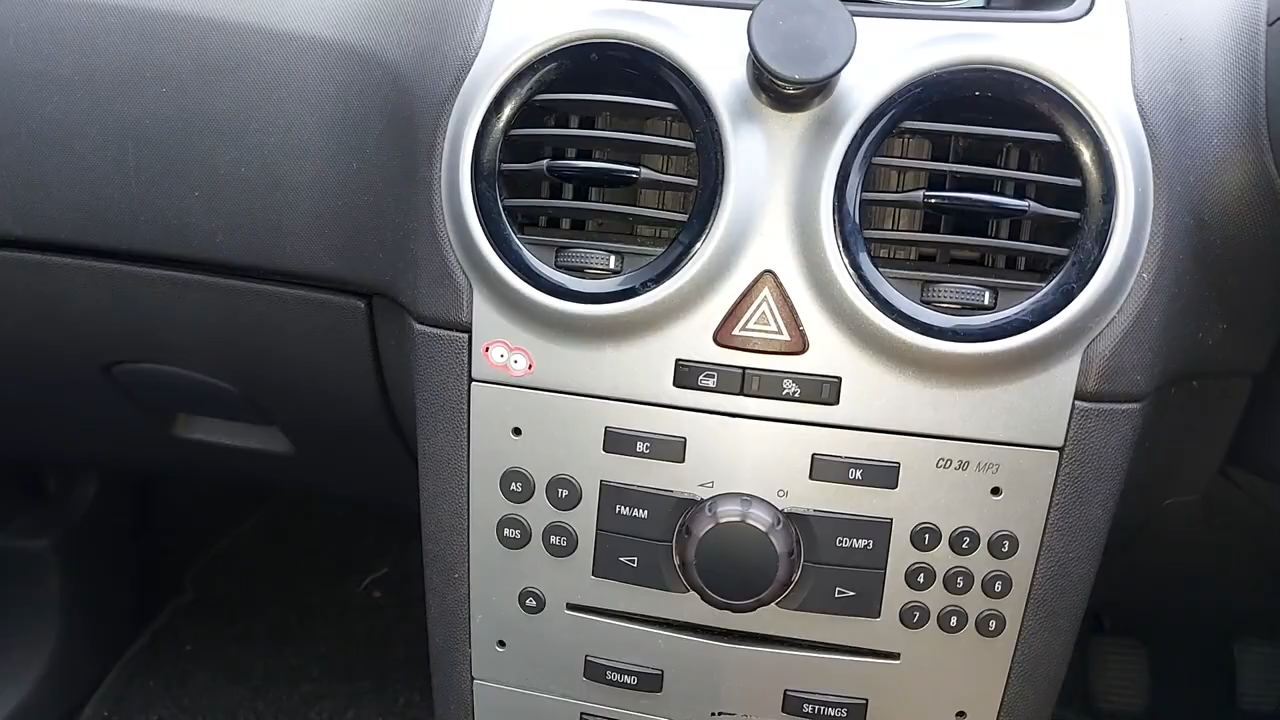 BC
OK
CD 30 MP3
AS
TP
RDS
REG
FM/AM
CD/MP3
1 2 3
4 5 6
7 8 9
SOUND
SETTINGS